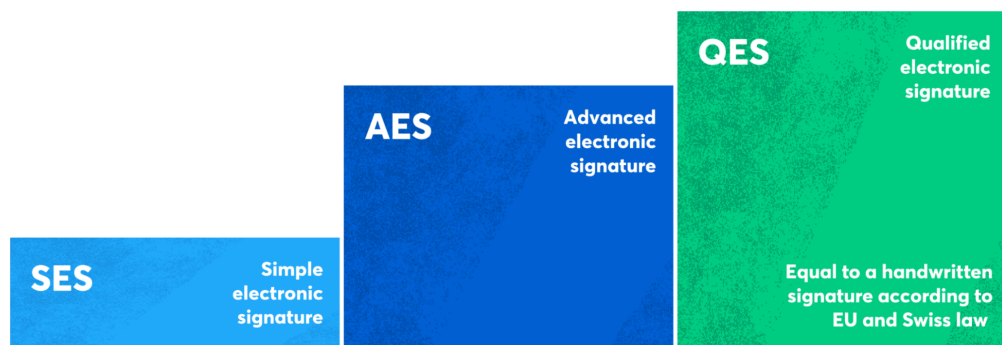 SES
Simple
electronic
signature
AES
Advanced
electronic
signature
QES
Qualified
electronic
signature
Equal to a handwritten
signature according to
EU and Swiss law